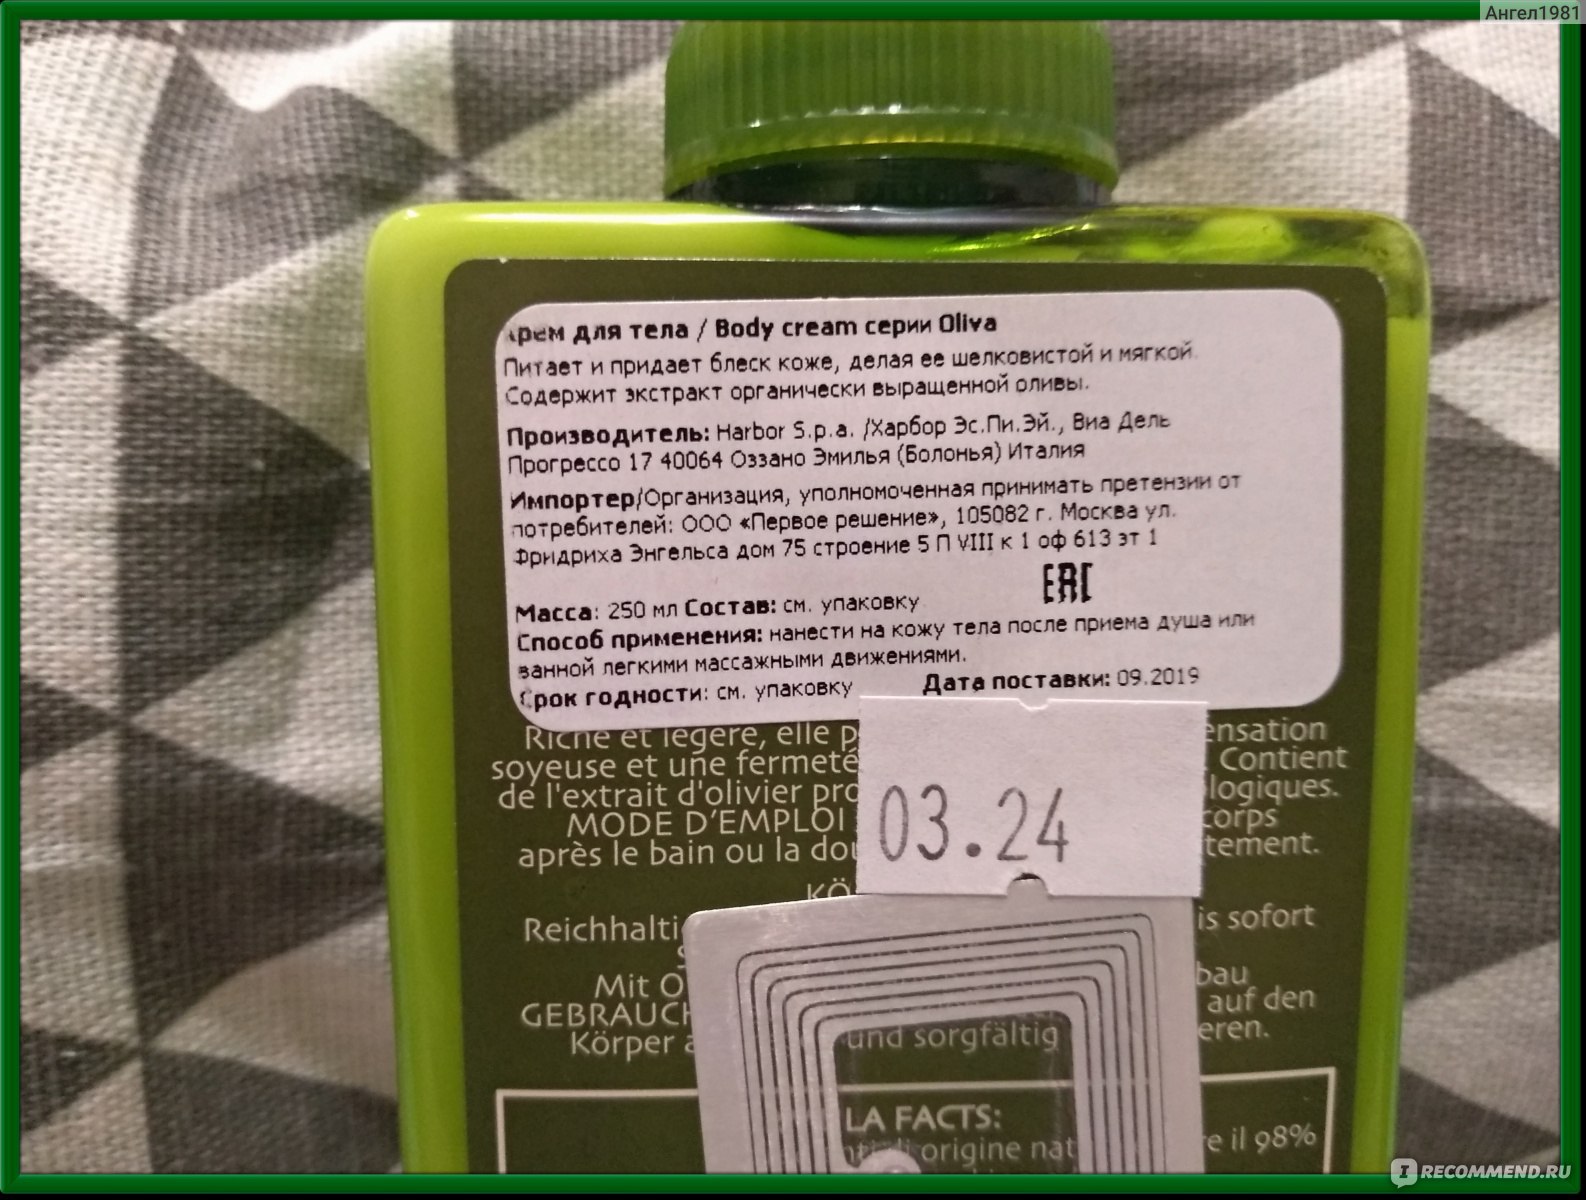 Ангел1981
Крем для тела / Body cream серии Oliva
Питает и придает блеск коже, делая ее шелковистой и мягкой.
Содержит экстракт органически выращенной оливы.
Производитель: Harbor S.p.a. /Харбор Эс.Пи.Эй., Виа Дель
Прогрессо 17 40064 Оззано Эмилья (Болонья) Италия
Импортер/Организация, уполномоченная принимать претензии от
потребителей: ООО «Первое решение», 105082 г. Москва ул.
Фридриха Энгельса дом 75 строение 5 П VIII к 1 оф 613 эт 1
EAC
Масса: 250 мл Состав: см. упаковку
Способ применения: нанести на кожу тела после приема душа или
ванной легкими массажными движениями.
Срок годности: см. упаковку Дата поставки: 09.2019
Riche et légère, elle p ensation
soyeuse et une fermeté Contient
de l'extrait d'olivier pro logiques.
03.24
MODE D'EMPLOI corps
après le bain ou la dou tement.
KÖ
Reichhalti is sofort
Mit O bau
GEBRAUCH auf den
Körper a und sorgfältig eren.
LA FACTS:
nti di origine nat e il 98%
IRECOMMEND.RU